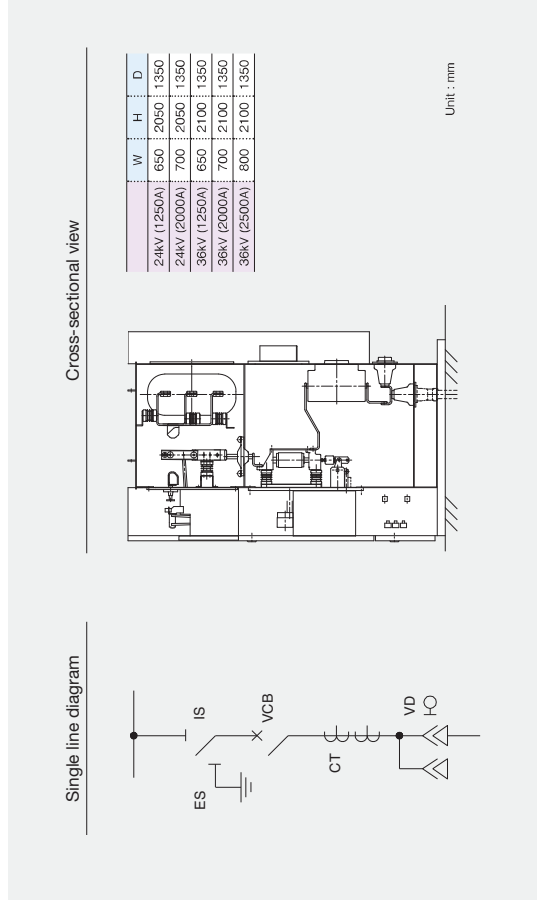 Single line diagram
IS
ES
VCB
CT
VD
Cross-sectional view
W H D
24kV (1250A) 650 2050 1350
24kV (2000A) 700 2050 1350
36kV (1250A) 650 2100 1350
36kV (2000A) 700 2100 1350
36kV (2500A) 800 2100 1350
Unit : mm